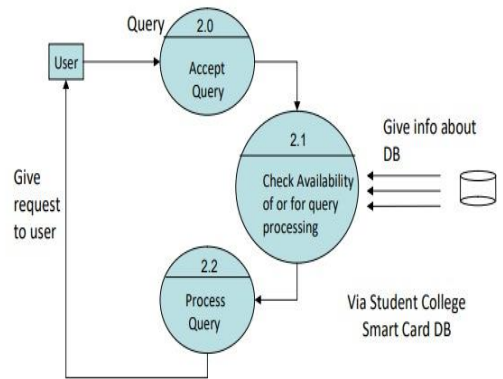 Query
2.0
Accept
Query
User
2.1
Check Availability
of or for query
processing
Give info about
DB
Give
request
to user
2.2
Process
Query
Via Student College
Smart Card DB